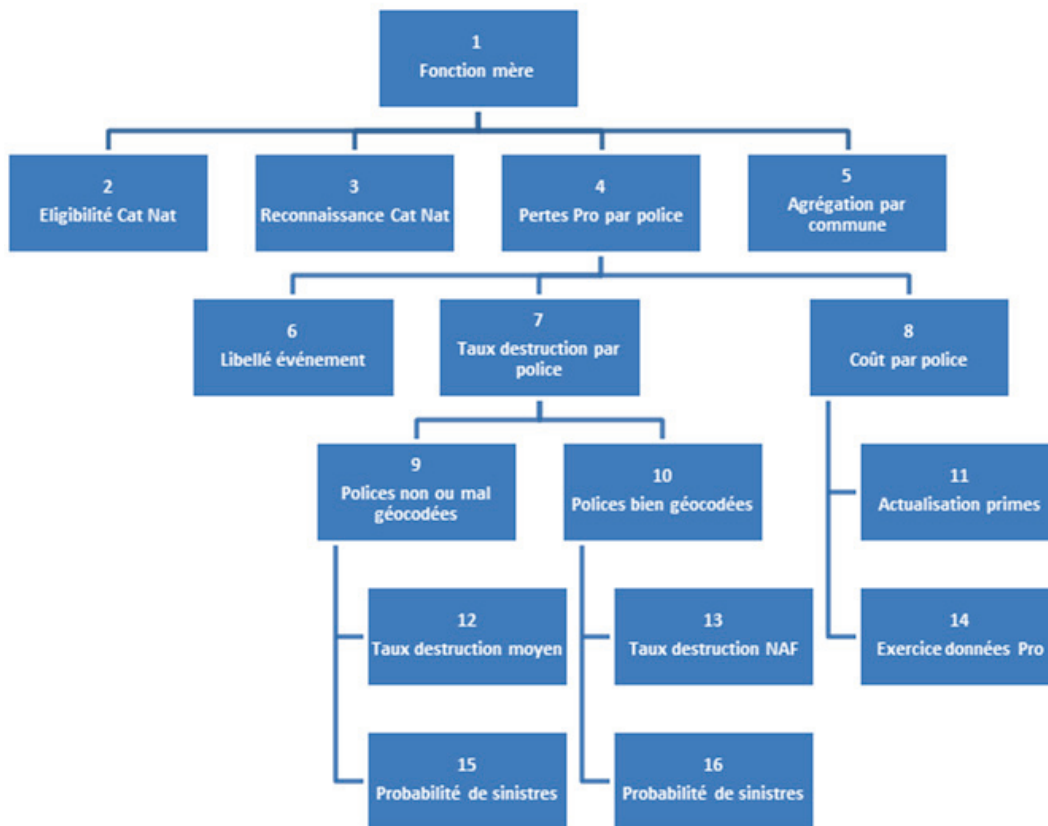 1
Fonction mère
2
Eligibilité Cat Nat
3
Reconnaissance Cat Nat
4
Pertes Pro par police
5
Agrégation par
commune
6
Libellé événement
7
Taux destruction par
police
8
Coût par police
9
Polices non ou mal
géocodées
10
Polices bien géocodées
11
Actualisation primes
12
Taux destruction moyen
13
Taux destruction NAF
14
Exercice données Pro
15
Probabilité de sinistres
16
Probabilité de sinistres